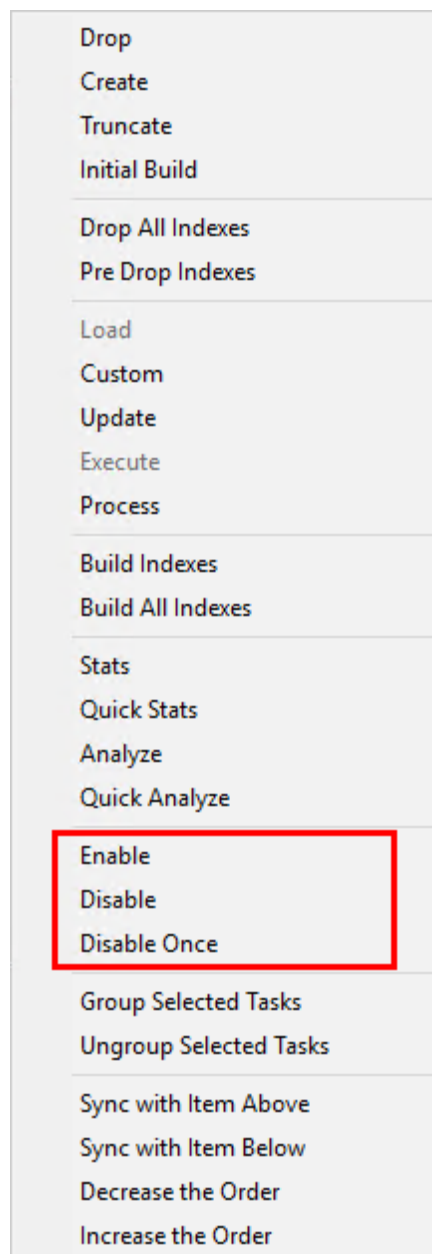 Drop
Create
Truncate
Initial Build
Drop All Indexes
Pre Drop Indexes
Load
Custom
Update
Execute
Process
Build Indexes
Build All Indexes
Stats
Quick Stats
Analyze
Quick Analyze
Enable
Disable
Disable Once
Group Selected Tasks
Ungroup Selected Tasks
Sync with Item Above
Sync with Item Below
Decrease the Order
Increase the Order